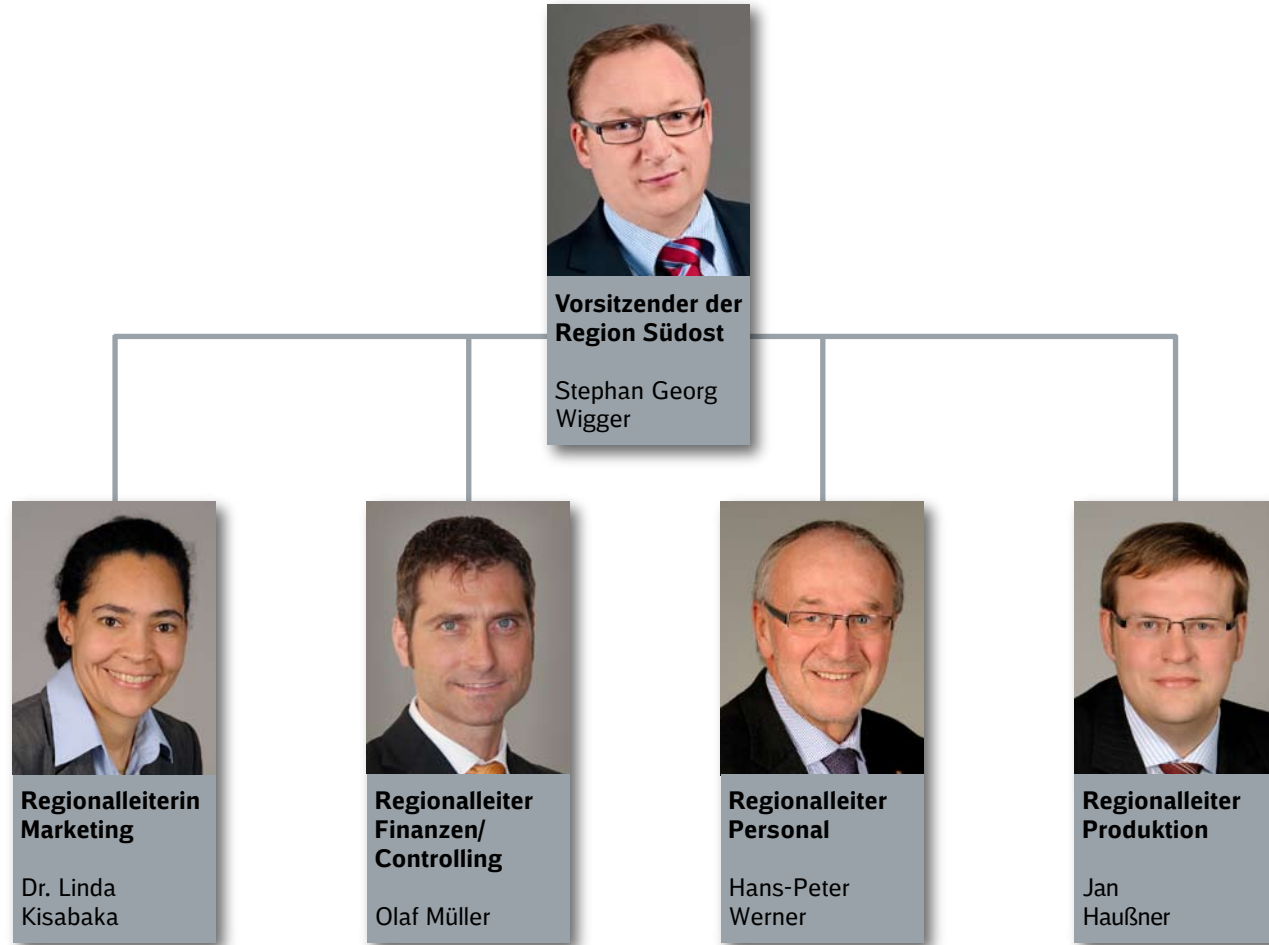 Vorsitzender der
Region Südost
Stephan Georg
Wigger
Regionalleiterin
Marketing
Dr. Linda
Kisabaka
Regionalleiter
Finanzen/
Controlling
Olaf Müller
Regionalleiter
Personal
Hans-Peter
Werner
Regionalleiter
Produktion
Jan
Haußner